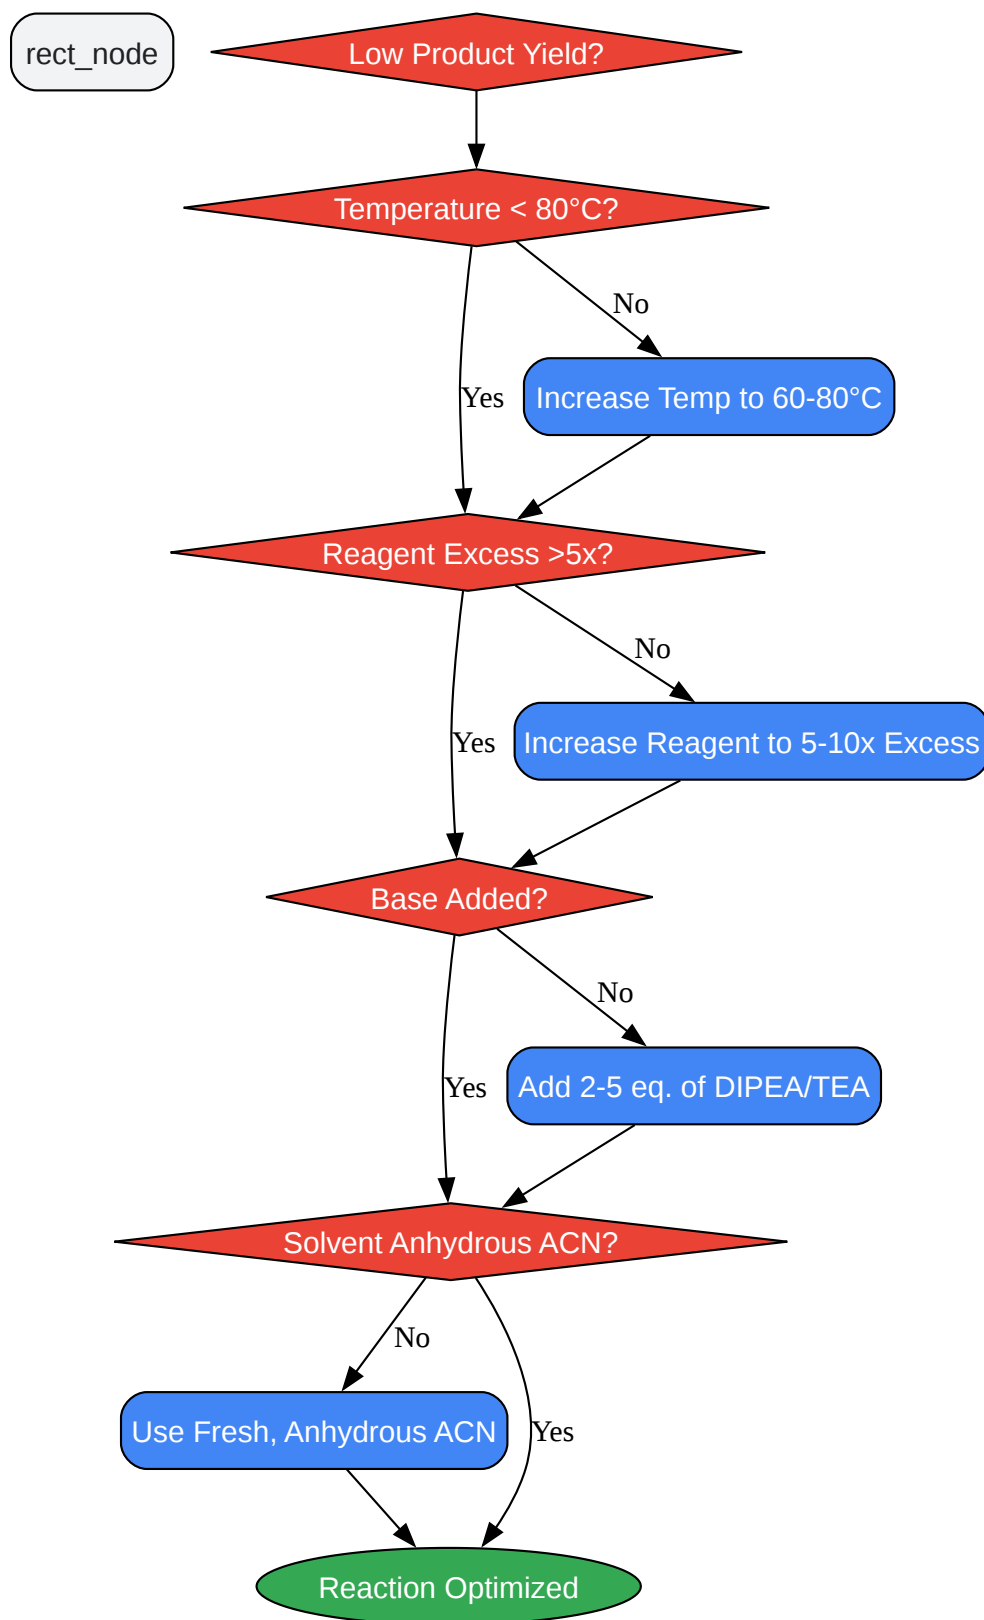 rect_node
Low Product Yield?
Temperature < 80°C?
No
Yes
Increase Temp to 60-80°C
Reagent Excess >5x?
No
Yes
Increase Reagent to 5-10x Excess
Base Added?
No
Yes
Add 2-5 eq. of DIPEA/TEA
Solvent Anhydrous ACN?
No
Use Fresh, Anhydrous ACN
Yes
Reaction Optimized